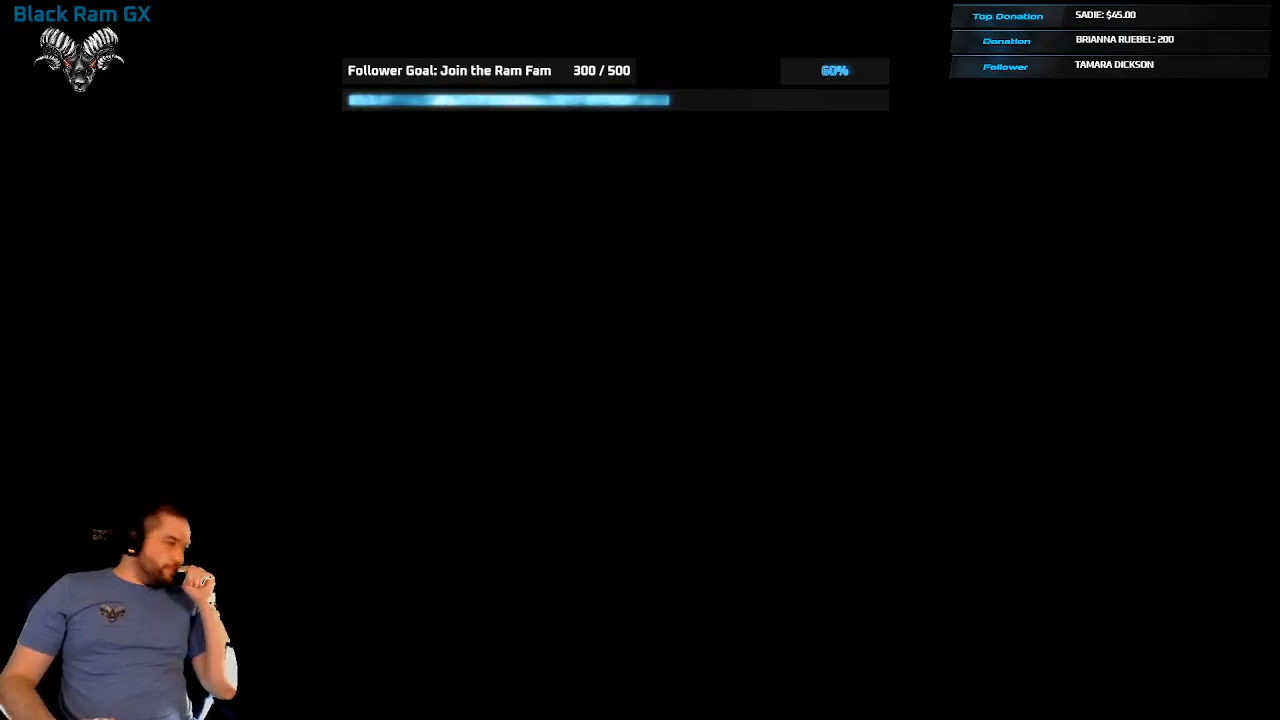 Black Ram GX
Top Donation SADIE: $45.00
Donation BRIANNA RUEBEL: 200
Follower TAMARA DICKSON
Follower Goal: Join the Ram Fam 300 / 500 60%